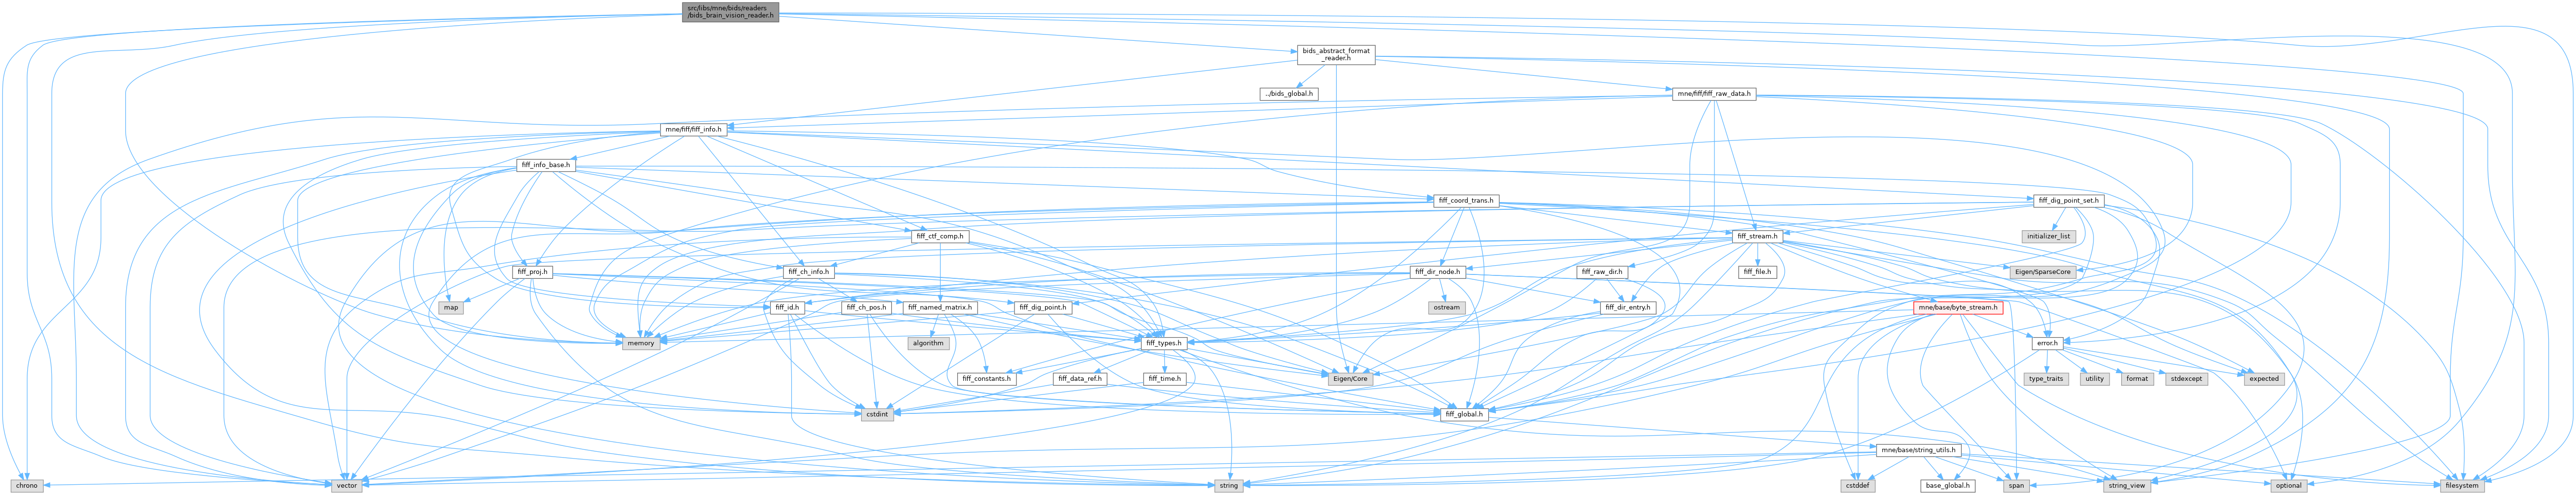 src/libs/mne/bids/readers
/bids_brain_vision_reader.h
bids_abstract_format
_reader.h
../bids_global.h
mne/fiff/fiff_raw_data.h
mne/fiff/fiff_info.h
fiff_info_base.h
fiff_coord_trans.h
fiff_dig_point_set.h
fiff_ctf_comp.h
fiff_stream.h
initializer_list
fiff_proj.h
fiff_ch_info.h
fiff_dir_node.h
fiff_raw_dir.h
fiff_file.h
Eigen/SparseCore
map
fiff_id.h
fiff_ch_pos.h
fiff_named_matrix.h
fiff_dig_point.h
ostream
fiff_dir_entry.h
mne/base/byte_stream.h
memory
algorithm
fiff_types.h
error.h
fiff_constants.h
fiff_data_ref.h
fiff_time.h
Eigen/Core
type_traits
utility
format
stdexcept
expected
cstdint
fiff_global.h
mne/base/string_utils.h
chrono
vector
string
cstddef
base_global.h
span
string_view
optional
filesystem